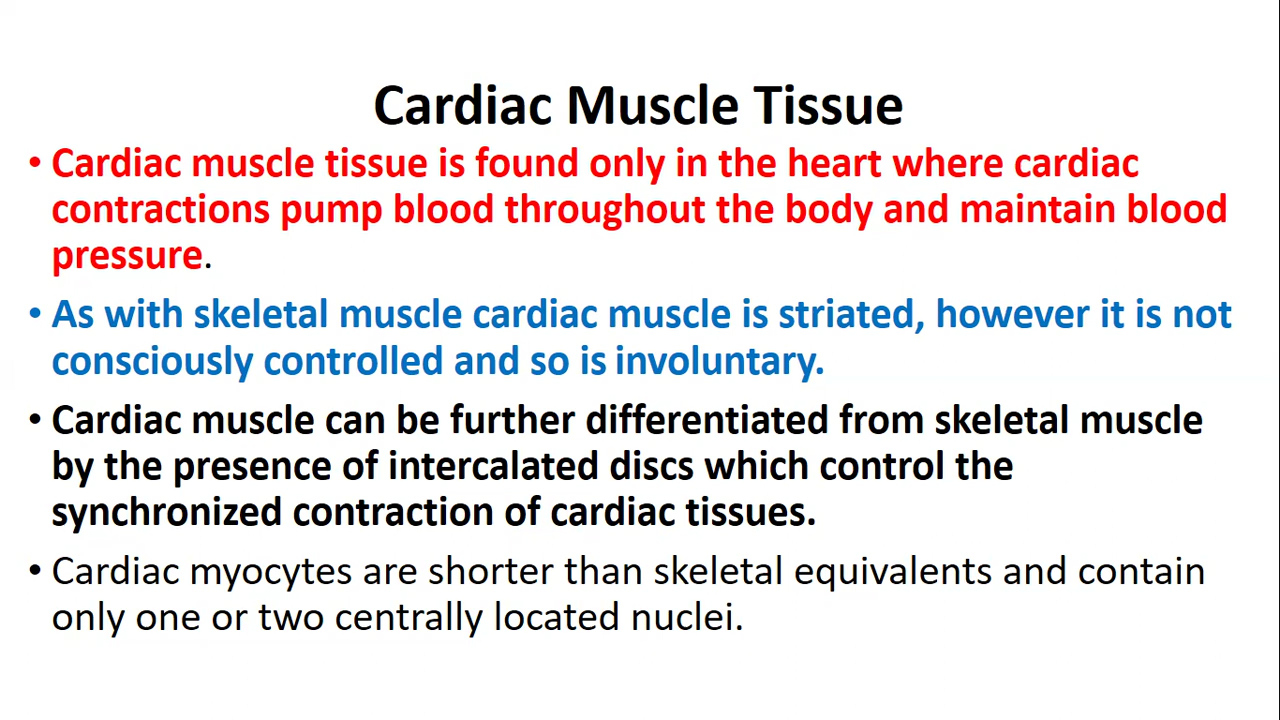 Cardiac Muscle Tissue
• Cardiac muscle tissue is found only in the heart where cardiac
contractions pump blood throughout the body and maintain blood
pressure.
• As with skeletal muscle cardiac muscle is striated, however it is not
consciously controlled and so is involuntary.
• Cardiac muscle can be further differentiated from skeletal muscle
by the presence of intercalated discs which control the
synchronized contraction of cardiac tissues.
• Cardiac myocytes are shorter than skeletal equivalents and contain
only one or two centrally located nuclei.